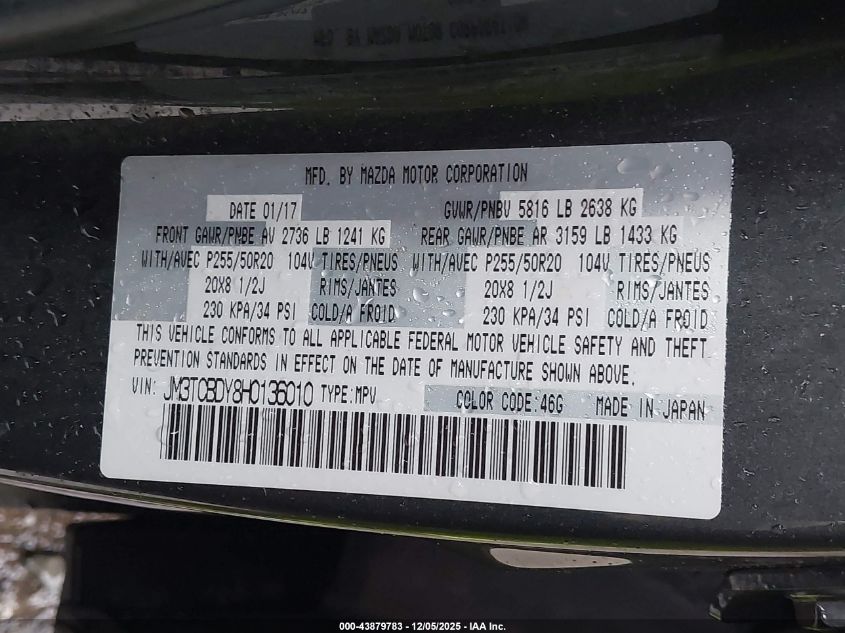 MFD. BY MAZDA MOTOR CORPORATION
DATE 01/17 GVWR/PNBV 5816 LB 2638 KG
FRONT GAWR/PNBE AV 2736 LB 1241 KG REAR GAWR/PNBE AR 3159 LB 1433 KG
WITH/AVEC P255/50R20 104V TIRES/PNEUS WITH/AVEC P255/50R20 104V TIRES/PNEUS
20X8 1/2J RIMS/JANTES 20X8 1/2J RIMS/JANTES
230 KPA/34 PSI COLD/A FROID 230 KPA/34 PSI COLD/A FROID
THIS VEHICLE CONFORMS TO ALL APPLICABLE FEDERAL MOTOR VEHICLE SAFETY AND THEFT
PREVENTION STANDARDS IN EFFECT ON THE DATE OF MANUFACTURE SHOWN ABOVE.
VIN: JM3TCBDY8H0136010 TYPE:MPV COLOR CODE:46G MADE IN JAPAN
000-43879783 - 12/05/2025 - IAA Inc.